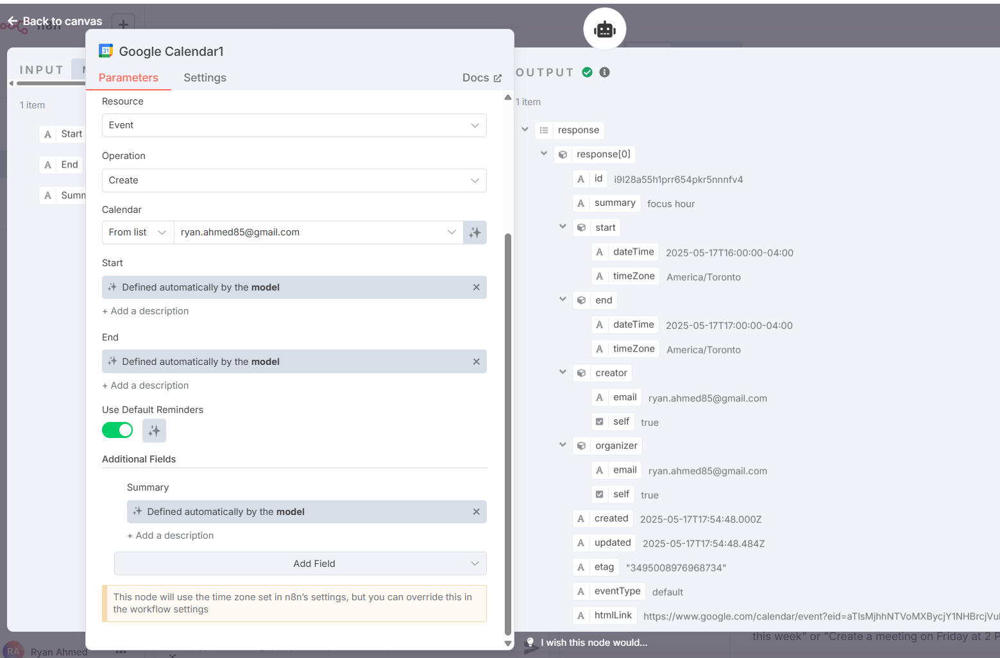 Back to canvas
n8n
INPUT
1 item
A Start
A End
A Summ
Google Calendar1
Parameters
Settings
Docs
Resource
Event
Operation
Create
Calendar
From list
ryan.ahmed85@gmail.com
Start
Defined automatically by the model
+ Add a description
End
Defined automatically by the model
+ Add a description
Use Default Reminders
Additional Fields
Summary
Defined automatically by the model
+ Add a description
Add Field
This node will use the time zone set in n8n's settings, but you can override this in
the workflow settings
OUTPUT
1 item
response
response[0]
A id i9l28a55h1prr654pkr5nnnfv4
A summary focus hour
start
A dateTime 2025-05-17T16:00:00-04:00
A timeZone America/Toronto
end
A dateTime 2025-05-17T17:00:00-04:00
A timeZone America/Toronto
creator
A email ryan.ahmed85@gmail.com
self true
organizer
A email ryan.ahmed85@gmail.com
self true
A created 2025-05-17T17:54:48.000Z
A updated 2025-05-17T17:54:48.484Z
A etag "3495008976968734"
A eventType default
A htmlLink https://www.google.com/calendar/event?eid=aTlsMjhhNTVoMXBycjY1NHBrcjVu
I wish this node would...
this week" or "Create a meeting on Friday at 2 P
RA Ryan Ahmed